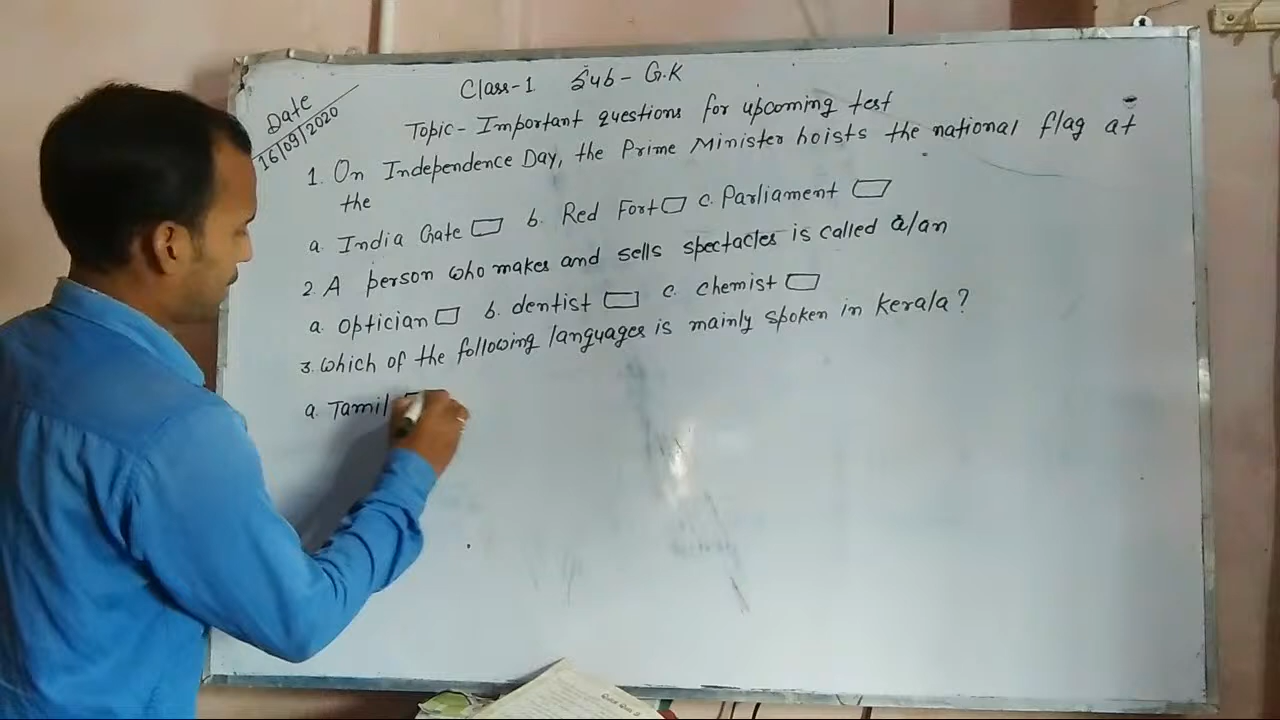 Class-1 Sub - G.K
Date
16/09/2020
Topic - Important questions for upcoming test
1. On Independence Day, the Prime Minister hoists the national flag at
the
a. India Gate b. Red Fort c. Parliament
2. A person who makes and sells spectacles is called a/an
a. optician b. dentist c. chemist
3. Which of the following languages is mainly spoken in Kerala?
a. Tamil